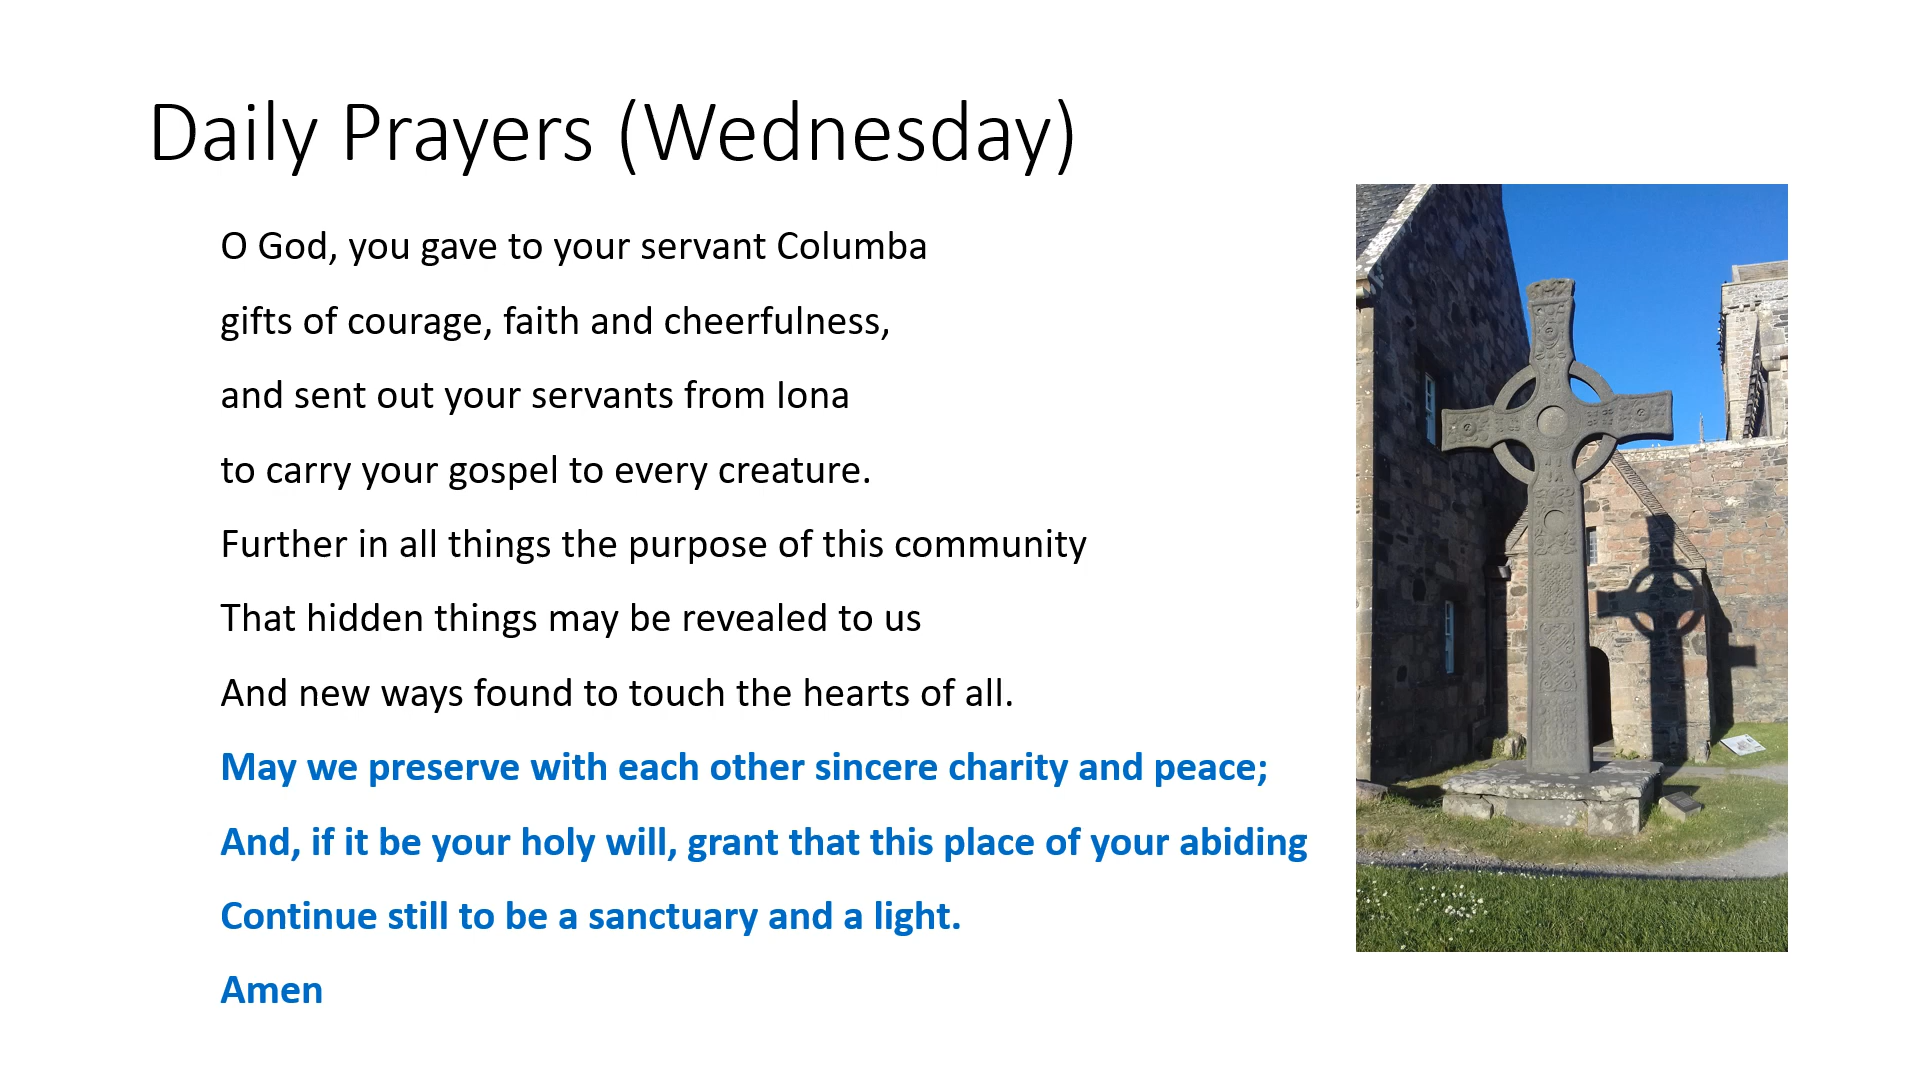 Daily Prayers (Wednesday)
O God, you gave to your servant Columba
gifts of courage, faith and cheerfulness,
and sent out your servants from Iona
to carry your gospel to every creature.
Further in all things the purpose of this community
That hidden things may be revealed to us
And new ways found to touch the hearts of all.
May we preserve with each other sincere charity and peace;
And, if it be your holy will, grant that this place of your abiding
Continue still to be a sanctuary and a light.
Amen